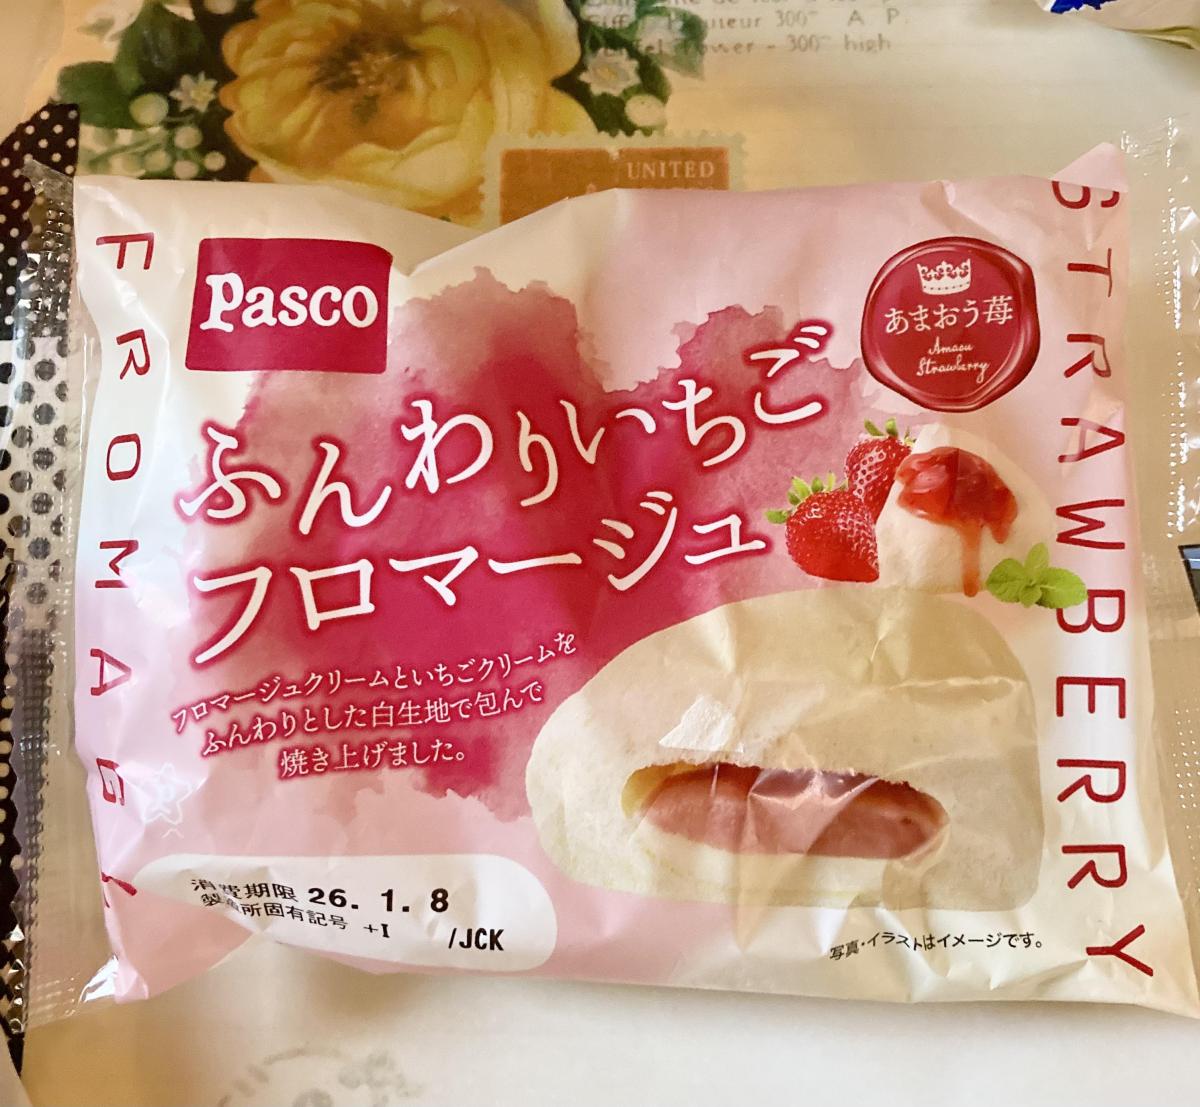 300 A. P.
- 300 high
UNITED
Pasco
あまおう苺
Amaou
Strawberry
ふんわりいちご
フロマージュ
フロマージュクリームといちごクリームを
ふんわりとした白生地で包んで
焼き上げました。
FROMAGE
STRAWBERRY
消費期限 26. 1. 8
製造所固有記号 +I /JCK
写真・イラストはイメージです。